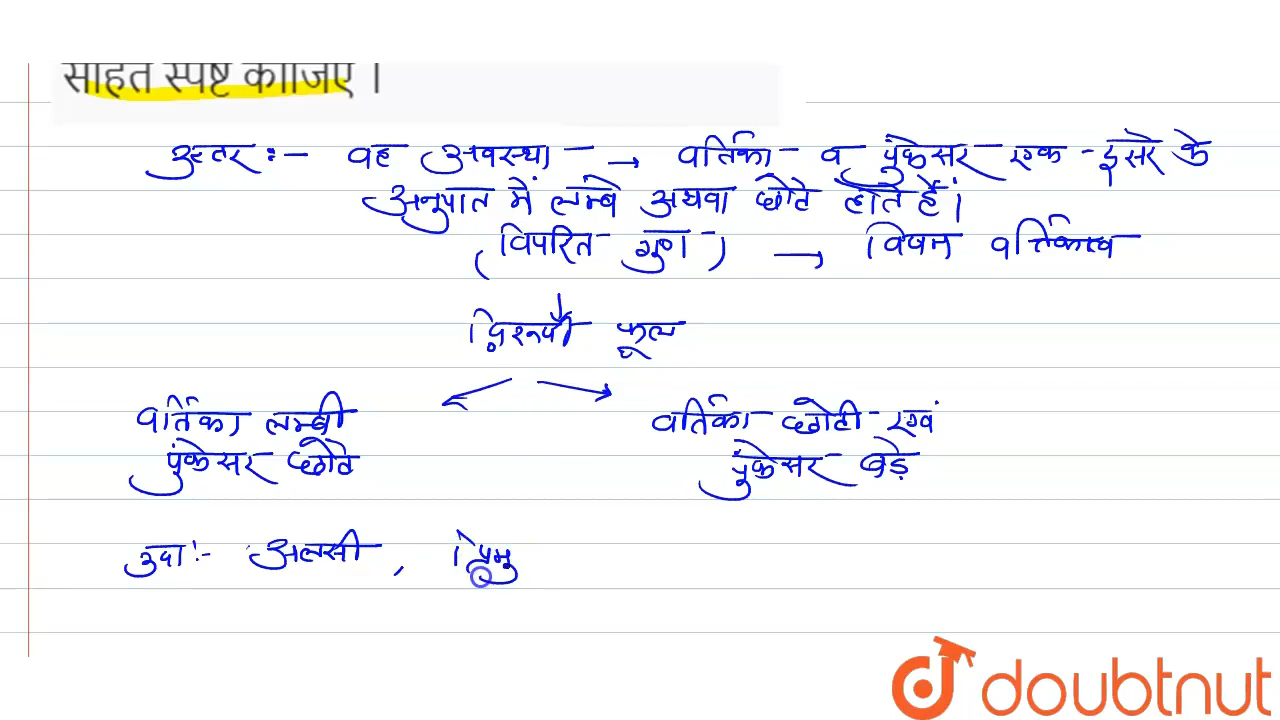 साहत स्पष्ट कीजिए ।
उत्तर :- वह अवस्था → वर्तिका व पुंकेसर एक - दूसरे के
अनुपात में लम्बे अथवा छोटे होते हैं।
(विपरित गुण) → विषम वर्त्तिकात्व
द्विरूपी फूल
वर्तिका लम्बी
पुंकेसर छोटे
वर्तिका छोटी एवं
पुंकेसर बड़े
उदा :- अलसी , प्रिमु
doubtnut